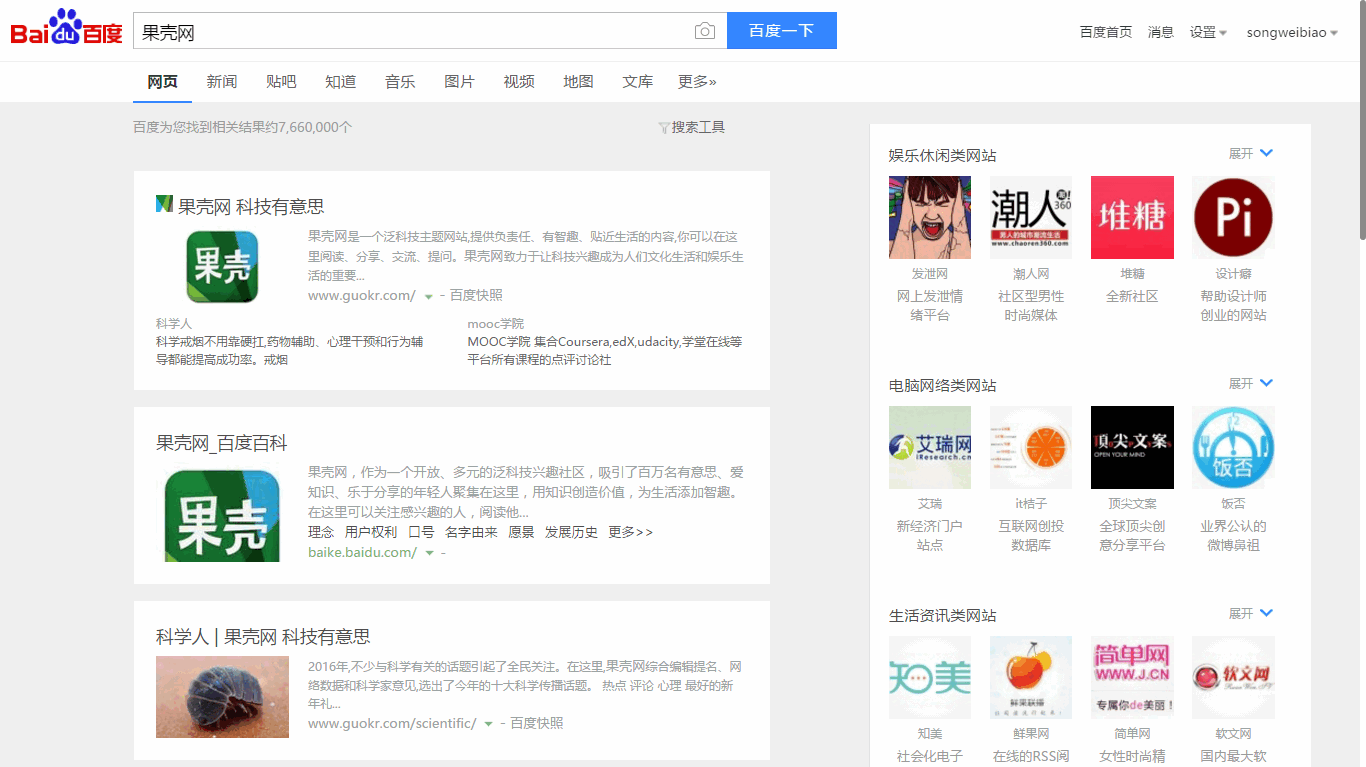 Bai du 百度
果壳网
百度一下
百度首页 消息 设置 songweibiao
网页 新闻 贴吧 知道 音乐 图片 视频 地图 文库 更多»
百度为您找到相关结果约7,660,000个
搜索工具
果壳网 科技有意思
果壳
果壳网是一个泛科技主题网站,提供负责任、有智趣、贴近生活的内容,你可以在这
里阅读、分享、交流、提问。果壳网致力于让科技兴趣成为人们文化生活和娱乐生
活的重要...
www.guokr.com/ - 百度快照
科学人
科学戒烟不用靠硬扛,药物辅助、心理干预和行为辅
导都能提高成功率。戒烟
mooc学院
MOOC学院 集合Coursera,edX,udacity,学堂在线等
平台所有课程的点评讨论社
果壳网_百度百科
果壳
果壳网，作为一个开放、多元的泛科技兴趣社区，吸引了百万名有意思、爱
知识、乐于分享的年轻人聚集在这里，用知识创造价值，为生活添加智趣。
在这里可以关注感兴趣的人，阅读他...
理念 用户权利 口号 名字由来 愿景 发展历史 更多>>
baike.baidu.com/ -
科学人 | 果壳网 科技有意思
2016年,不少与科学有关的话题引起了全民关注。在这里,果壳网综合编辑提名、网
络数据和科学家意见,选出了今年的十大科学传播话题。 热点 评论 心理 最好的新
年礼...
www.guokr.com/scientific/ - 百度快照
娱乐休闲类网站 展开
潮人 360
男人的城市潮流生活
www.chaoren360.com
堆糖
Pi
发泄网 潮人网 堆糖 设计癖
网上发泄情 社区型男性 全新社区 帮助设计师
绪平台 时尚媒体 创业的网站
电脑网络类网站 展开
艾瑞网
iResearch.cn
頂尖文案
OPEN YOUR MIND
饭否
艾瑞 it桔子 顶尖文案 饭否
新经济门户 互联网创投 全球顶尖创 业界公认的
站点 数据库 意分享平台 微博鼻祖
生活资讯类网站 展开
知美
鲜果联播
简单网
WWW.J.CN
专属你de美丽！
软文网
知美 鲜果网 简单网 软文网
社会化电子 在线的RSS阅 女性时尚精 国内最大软